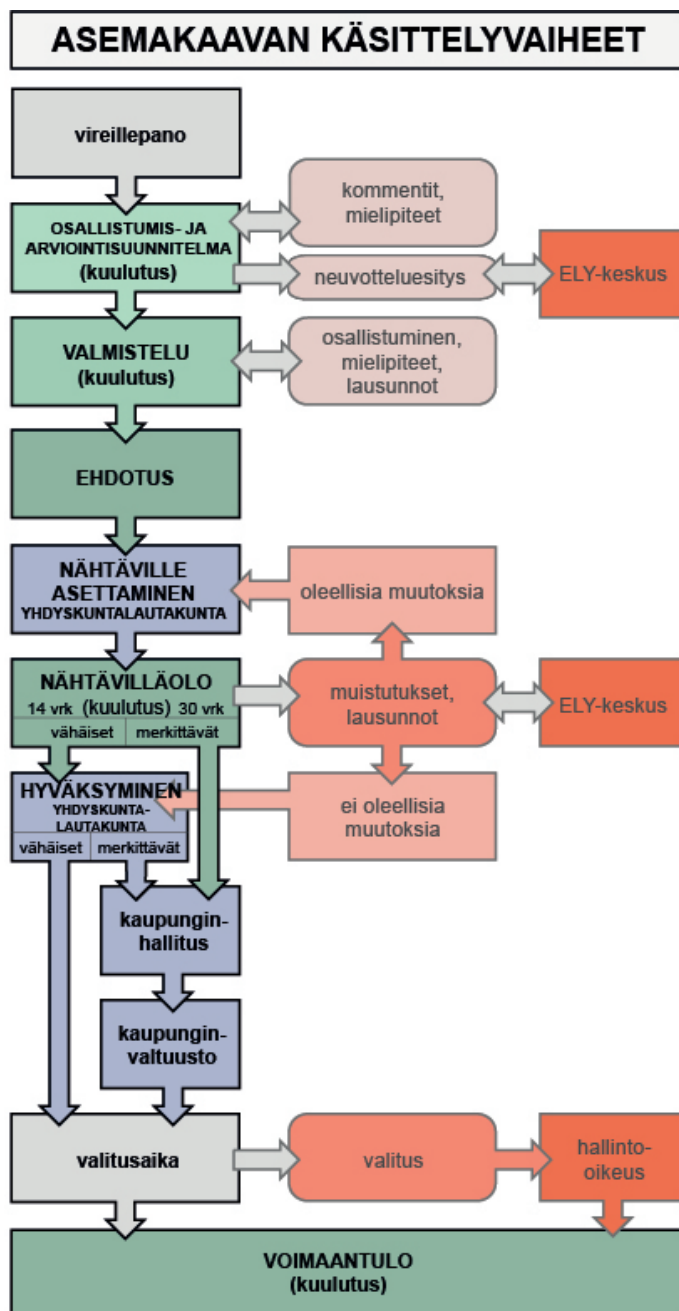 ASEMAKAAVAN KÄSITTELYVAIHEET
vireillepano
OSALLISTUMIS- JA
ARVIOINTISUUNNITELMA
(kuulutus)
kommentit,
mielipiteet
neuvotteluesitys
ELY-keskus
VALMISTELU
(kuulutus)
osallistuminen,
mielipiteet,
lausunnot
EHDOTUS
NÄHTÄVILLE
ASETTAMINEN
YHDYSKUNTALAUTAKUNTA
oleellisia muutoksia
NÄHTÄVILLÄOLO
14 vrk (kuulutus) 30 vrk
vähäiset merkittävät
muistutukset,
lausunnot
ELY-keskus
HYVÄKSYMINEN
YHDYSKUNTA-
LAUTAKUNTA
vähäiset merkittävät
ei oleellisia
muutoksia
kaupungin-
hallitus
kaupungin-
valtuusto
valitusaika
valitus
hallinto-
oikeus
VOIMAANTULO
(kuulutus)